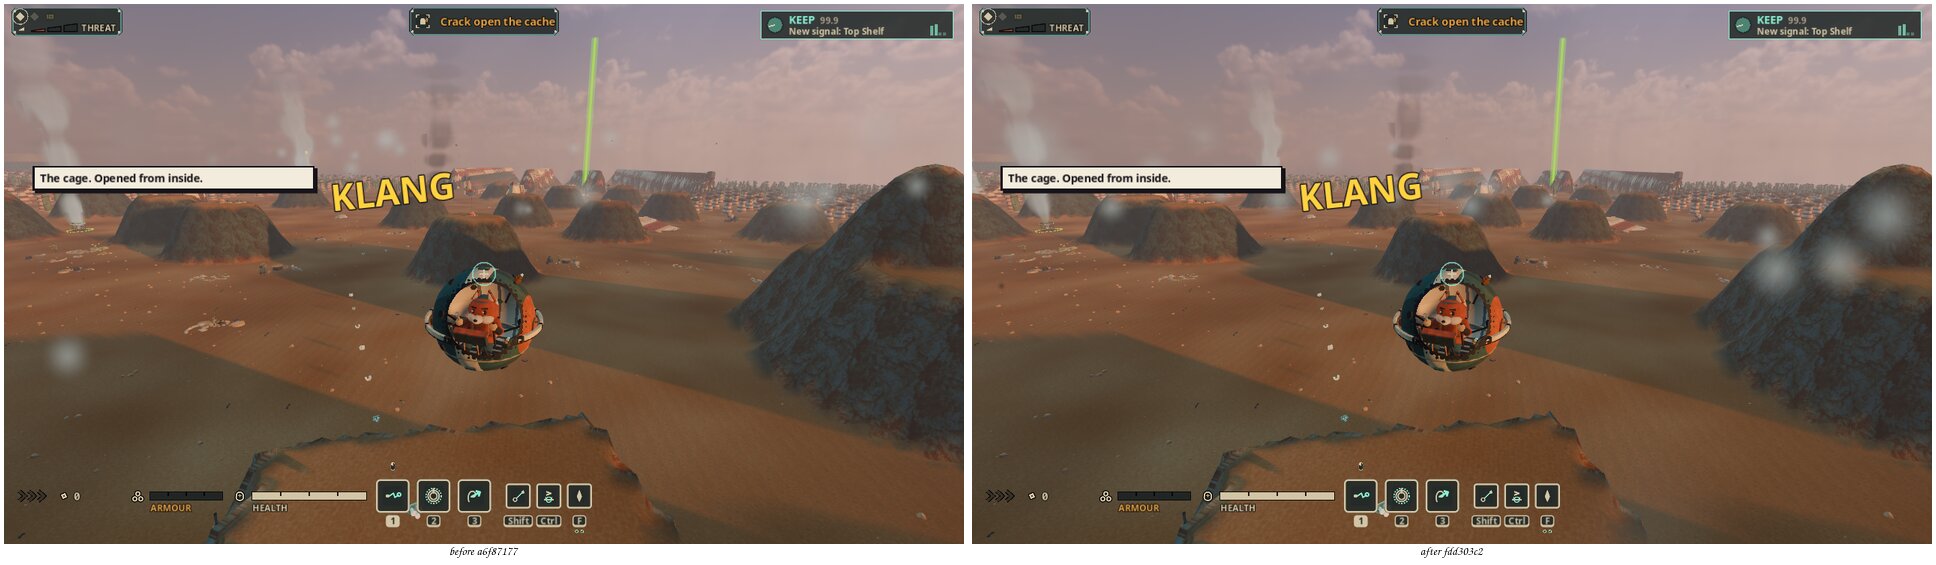 THREAT
Crack open the cache
KEEP 99.9
New signal: Top Shelf
The cage. Opened from inside.
KLANG
0
ARMOUR
HEALTH
1
2
3
Shift
Ctrl
F
before a6f87177
THREAT
Crack open the cache
KEEP 99.9
New signal: Top Shelf
The cage. Opened from inside.
KLANG
0
ARMOUR
HEALTH
1
2
3
Shift
Ctrl
F
after fdd303c2